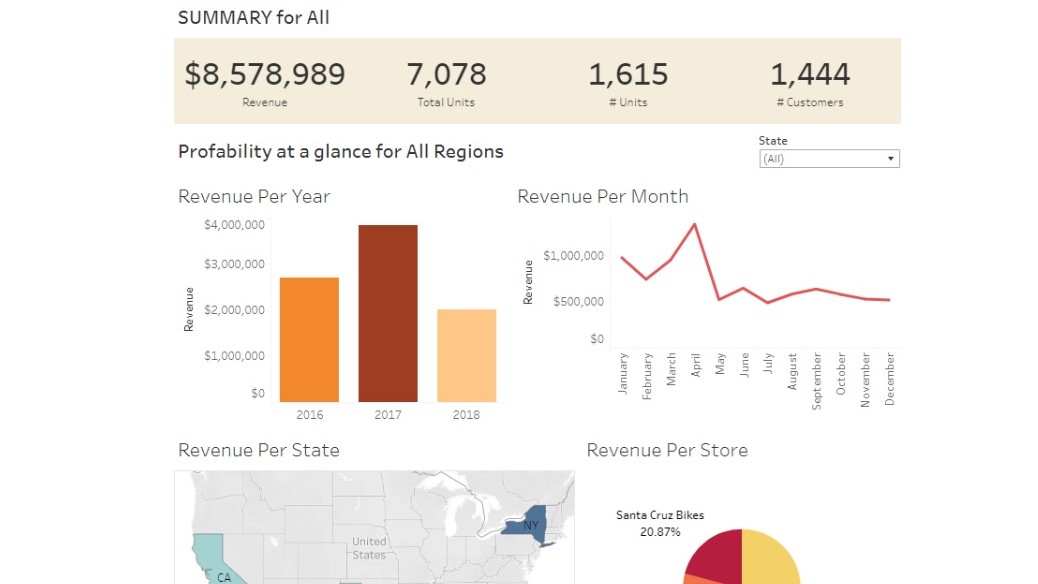 SUMMARY for All
$8,578,989
Revenue
7,078
Total Units
1,615
# Units
1,444
# Customers
Profability at a glance for All Regions
State
(All)
Revenue Per Year
Revenue
$4,000,000
$3,000,000
$2,000,000
$1,000,000
$0
2016
2017
2018
Revenue Per Month
Revenue
$1,000,000
$500,000
$0
January
February
March
April
May
June
July
August
September
October
November
December
Revenue Per State
United
States
NY
CA
Revenue Per Store
Santa Cruz Bikes
20.87%